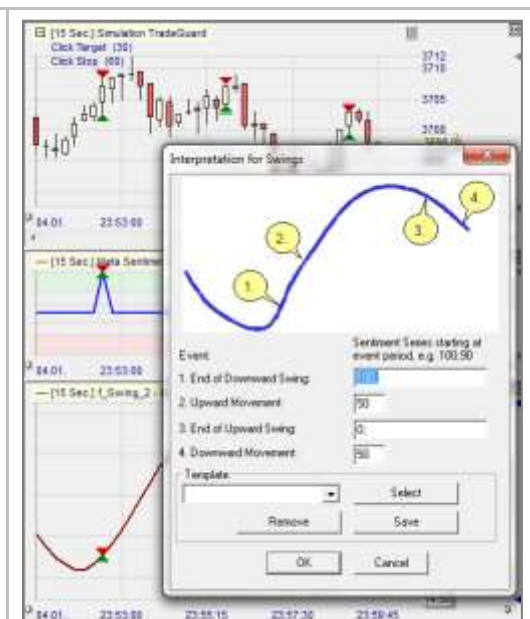 [15 Sec.] Simulation TradeGuard
Click Target (30)
Click Stop (60)
3712
3710
3705
3700
04.01. 23:53:00
Interpretation for Swings
1.
2.
3.
4.
Event
Sentiment Series starting at
event period, e.g. 100;90
1. End of Downward Swing
100;
2. Upward Movement
50
3. End of Upward Swing
0;
4. Downward Movement
50
Template
Select
Remove
Save
OK
Cancel
[15 Sec.] Meta Sentime
04.01. 23:53:00
[15 Sec.] f_Swing_2
04.01. 23:53:00 23:55:15 23:57:30 23:59:45